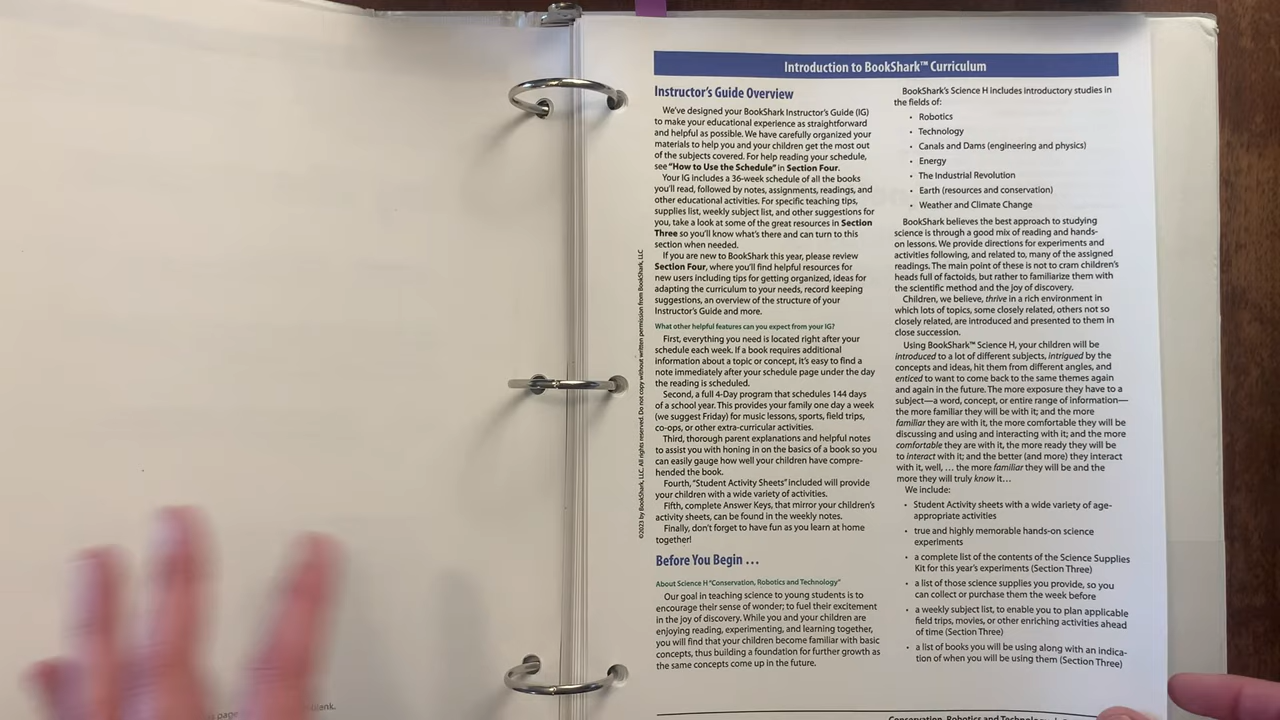 Introduction to BookShark™ Curriculum
Instructor's Guide Overview
We've designed your BookShark Instructor's Guide (IG)
to make your educational experience as straightforward
and helpful as possible. We have carefully organized your
materials to help you and your children get the most out
of the subjects covered. For help reading your schedule,
see "How to Use the Schedule" in Section Four.
Your IG includes a 36-week schedule of all the books
you'll read, followed by notes, assignments, readings, and
other educational activities. For specific teaching tips,
supplies list, weekly subject list, and other suggestions for
you, take a look at some of the great resources in Section
Three so you'll know what's there and can turn to this
section when needed.
If you are new to BookShark this year, please review
Section Four, where you'll find helpful resources for
new users including tips for getting organized, ideas for
adapting the curriculum to your needs, record keeping
suggestions, an overview of the structure of your
Instructor's Guide and more.
What other helpful features can you expect from your IG?
First, everything you need is located right after your
schedule each week. If a book requires additional
information about a topic or concept, it's easy to find a
note immediately after your schedule page under the day
the reading is scheduled.
Second, a full 4-Day program that schedules 144 days
of a school year. This provides your family one day a week
(we suggest Friday) for music lessons, sports, field trips,
co-ops, or other extra-curricular activities.
Third, thorough parent explanations and helpful notes
to assist you with honing in on the basics of a book so you
can easily gauge how well your children have compre-
hended the book.
Fourth, "Student Activity Sheets" included will provide
your children with a wide variety of activities.
Fifth, complete Answer Keys, that mirror your children's
activity sheets, can be found in the weekly notes.
Finally, don't forget to have fun as you learn at home
together!
Before You Begin …
About Science H "Conservation, Robotics and Technology"
Our goal in teaching science to young students is to
encourage their sense of wonder; to fuel their excitement
in the joy of discovery. While you and your children are
enjoying reading, experimenting, and learning together,
you will find that your children become familiar with basic
concepts, thus building a foundation for further growth as
the same concepts come up in the future.
BookShark's Science H includes introductory studies in
the fields of:
• Robotics
• Technology
• Canals and Dams (engineering and physics)
• Energy
• The Industrial Revolution
• Earth (resources and conservation)
• Weather and Climate Change
BookShark believes the best approach to studying
science is through a good mix of reading and hands-
on lessons. We provide directions for experiments and
activities following, and related to, many of the assigned
readings. The main point of these is not to cram children's
heads full of factoids, but rather to familiarize them with
the scientific method and the joy of discovery.
Children, we believe, thrive in a rich environment in
which lots of topics, some closely related, others not so
closely related, are introduced and presented to them in
close succession.
Using BookShark™ Science H, your children will be
introduced to a lot of different subjects, intrigued by the
concepts and ideas, hit them from different angles, and
enticed to want to come back to the same themes again
and again in the future. The more exposure they have to a
subject—a word, concept, or entire range of information—
the more familiar they will be with it; and the more
familiar they are with it, the more comfortable they will be
discussing and using and interacting with it; and the more
comfortable they are with it, the more ready they will be
to interact with it; and the better (and more) they interact
with it, well, … the more familiar they will be and the
more they will truly know it…
We include:
• Student Activity sheets with a wide variety of age-
appropriate activities
• true and highly memorable hands-on science
experiments
• a complete list of the contents of the Science Supplies
Kit for this year's experiments (Section Three)
• a list of those science supplies you provide, so you
can collect or purchase them the week before
• a weekly subject list, to enable you to plan applicable
field trips, movies, or other enriching activities ahead
of time (Section Three)
• a list of books you will be using along with an indica-
tion of when you will be using them (Section Three)
©2023 by BookShark, LLC. All rights reserved. Do not copy without written permission from BookShark, LLC
Conservation, Robotics and Technology
page